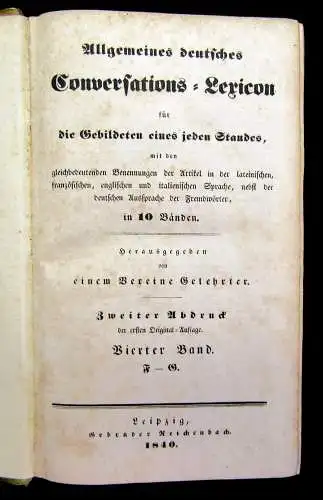 Allgemeines deutsches
Conversations-Lexicon
für
die Gebildeten eines jeden Standes,
mit den
gleichbedeutenden Benennungen der Artikel in der lateinischen,
französischen, englischen und italienischen Sprache, nebst der
deutschen Aussprache der Fremdwörter,
in 10 Bänden.
Herausgegeben
von
einem Vereine Gelehrter.
Zweiter Abdruck
der ersten Original-Auflage.
Vierter Band.
F — G.
Leipzig,
Gebrüder Reichenbach.
1840.